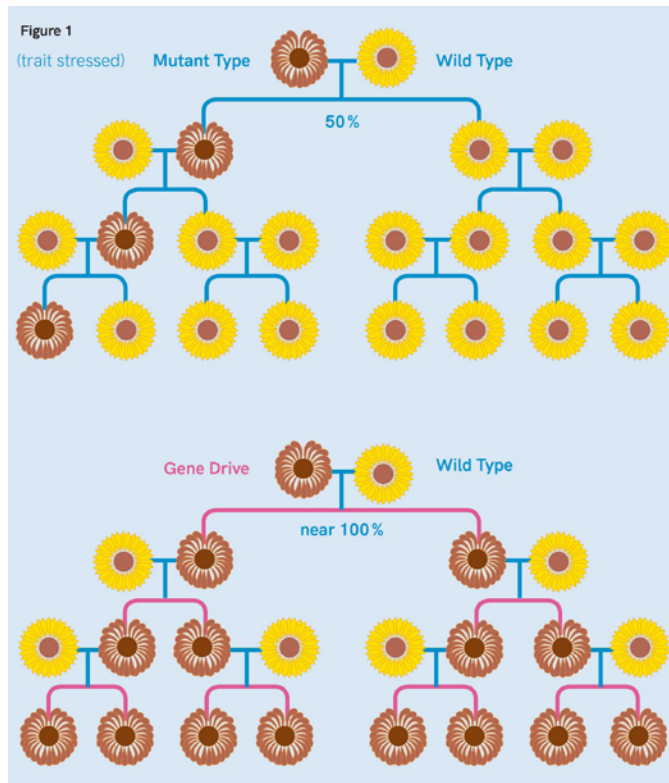 Figure 1
(trait stressed) Mutant Type Wild Type
50%
Gene Drive Wild Type
near 100%